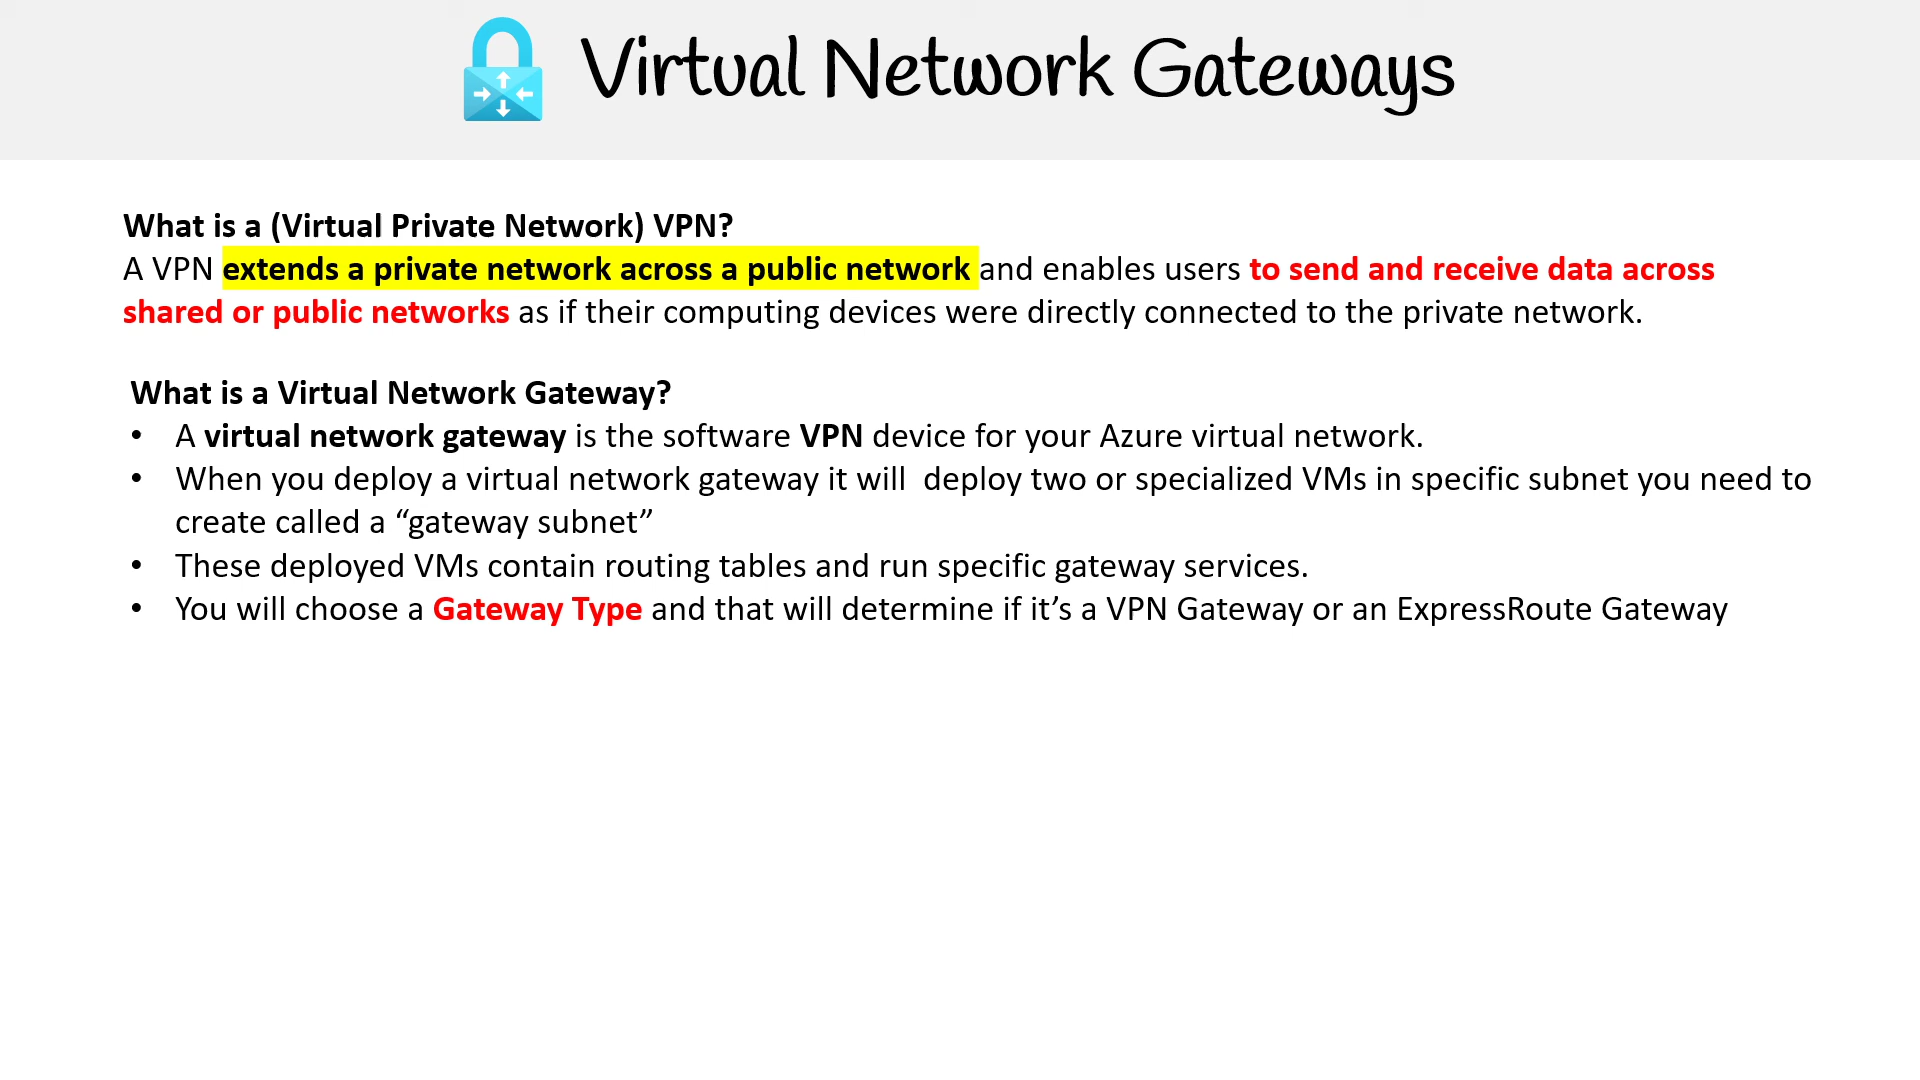 Virtual Network Gateways
What is a (Virtual Private Network) VPN?
A VPN extends a private network across a public network and enables users to send and receive data across
shared or public networks as if their computing devices were directly connected to the private network.
What is a Virtual Network Gateway?
• A virtual network gateway is the software VPN device for your Azure virtual network.
• When you deploy a virtual network gateway it will  deploy two or specialized VMs in specific subnet you need to
create called a “gateway subnet”
• These deployed VMs contain routing tables and run specific gateway services.
• You will choose a Gateway Type and that will determine if it’s a VPN Gateway or an ExpressRoute Gateway